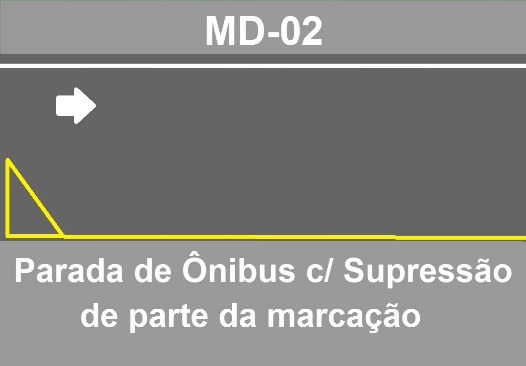 MD-02
Parada de Ônibus c/ Supressão
de parte da marcação